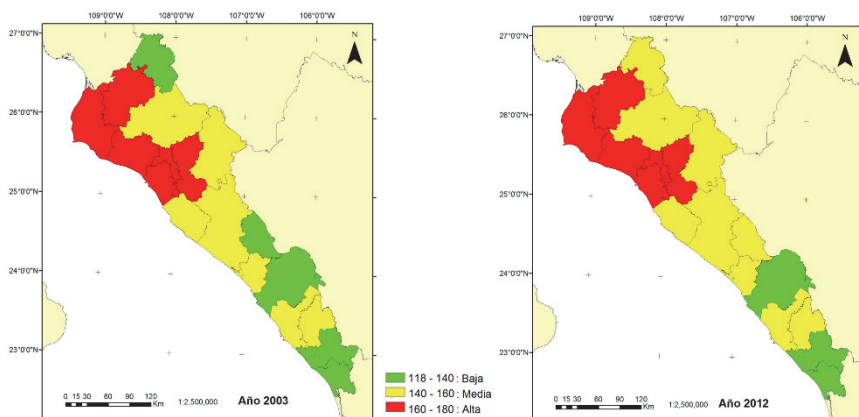 109°0'0"W 108°0'0"W 107°0'0"W 106°0'0"W
27°0'0"N
26°0'0"N
25°0'0"N
24°0'0"N
23°0'0"N
N
0 15 30 60 90 120
Km
1:2,500,000
Año 2003
118 - 140 : Baja
140 - 160 : Media
160 - 180 : Alta
109°0'0"W 108°0'0"W 107°0'0"W 106°0'0"W
27°0'0"N
26°0'0"N
25°0'0"N
24°0'0"N
23°0'0"N
N
0 15 30 60 90 120
Km
1:2,500,000
Año 2012